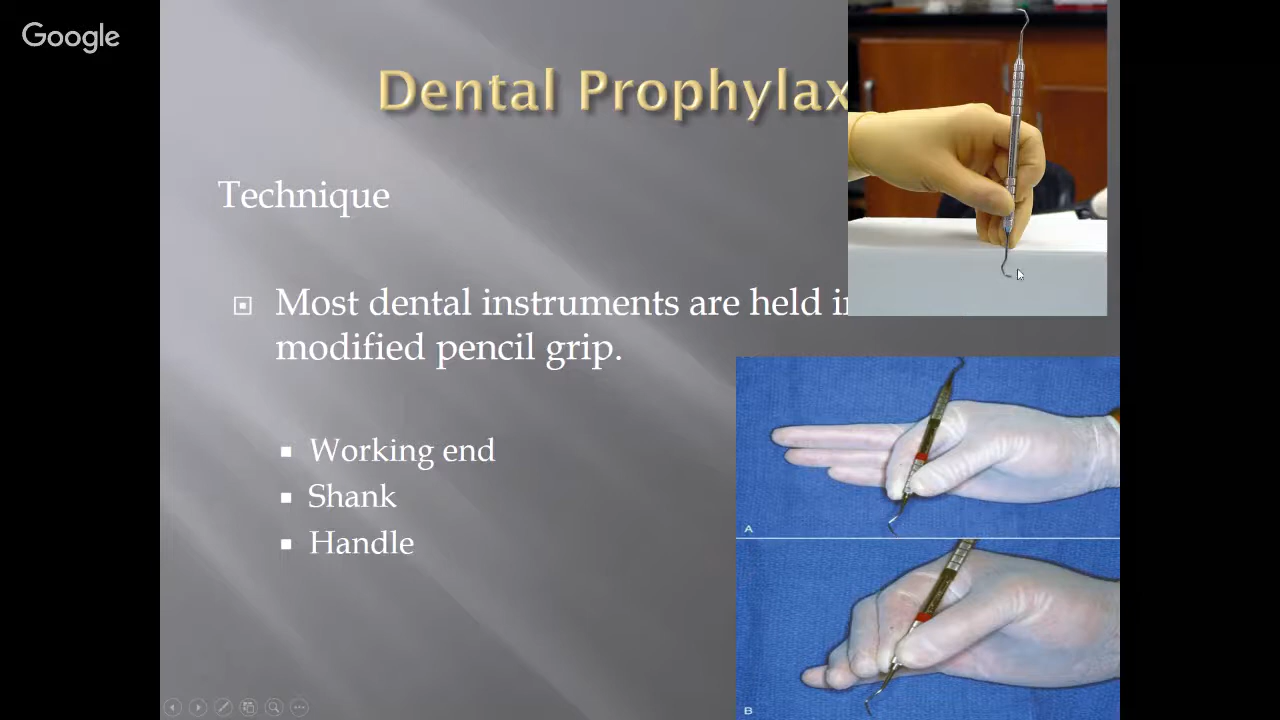 Google
Dental Prophylax
Technique
Most dental instruments are held i
modified pencil grip.
Working end
Shank
Handle
A
B